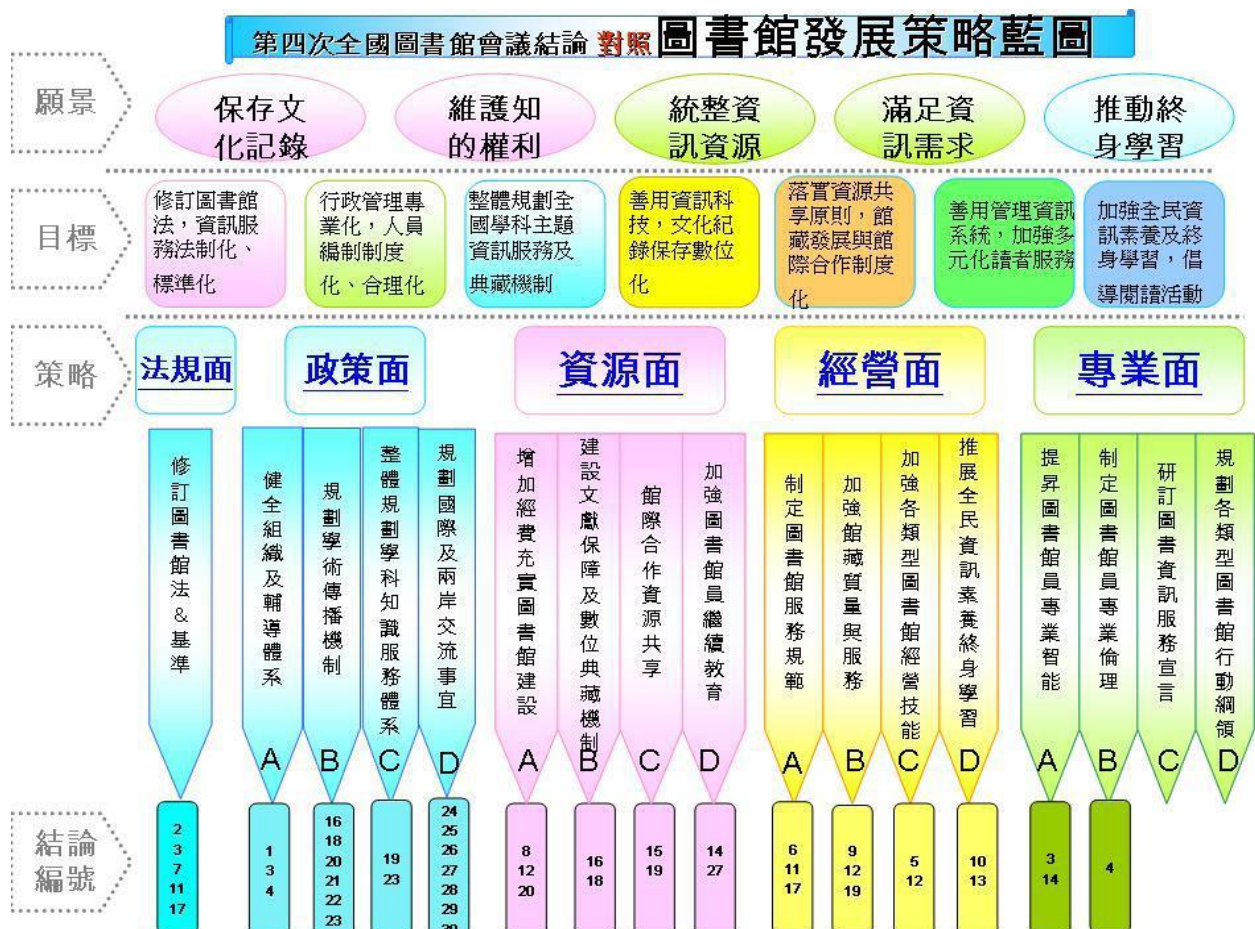 第四次全國圖書館會議結論 對照 圖書館發展策略藍圖
願景
保存文
化記錄
維護知
的權利
統整資
訊資源
滿足資
訊需求
推動終
身學習
目標
修訂圖書館
法，資訊服
務法制化、
標準化
行政管理專
業化，人員
編制制度
化、合理化
整體規劃全
國學科主題
資訊服務及
典藏機制
善用資訊科
技，文化紀
錄保存數位
化
落實資源共
享原則，館
藏發展與館
際合作制度
化
善用管理資訊
系統，加強多
元化讀者服務
加強全民資
訊素養及終
身學習，倡
導閱讀活動
策略
法規面
政策面
資源面
經營面
專業面
修訂圖書館法&基準
健全組織及輔導體系
A
規劃學術傳播機制
B
整體規劃學科知識服務體系
C
規劃國際及兩岸交流事宜
D
增加經費充實圖書館建設
A
建設文獻保障及數位典藏機制
B
館際合作資源共享
C
加強圖書館員繼續教育
D
制定圖書館服務規範
A
加強館藏質量與服務
B
加強各類型圖書館經營技能
C
推展全民資訊素養終身學習
D
提昇圖書館員專業智能
A
制定圖書館員專業倫理
B
研訂圖書資訊服務宣言
C
規劃各類型圖書館行動綱領
D
結論
編號
2
3
7
11
17
1
3
4
16
18
20
21
22
23
19
23
24
25
26
27
28
29
8
12
20
16
18
15
19
14
27
6
11
17
9
12
19
5
12
10
13
3
14
4